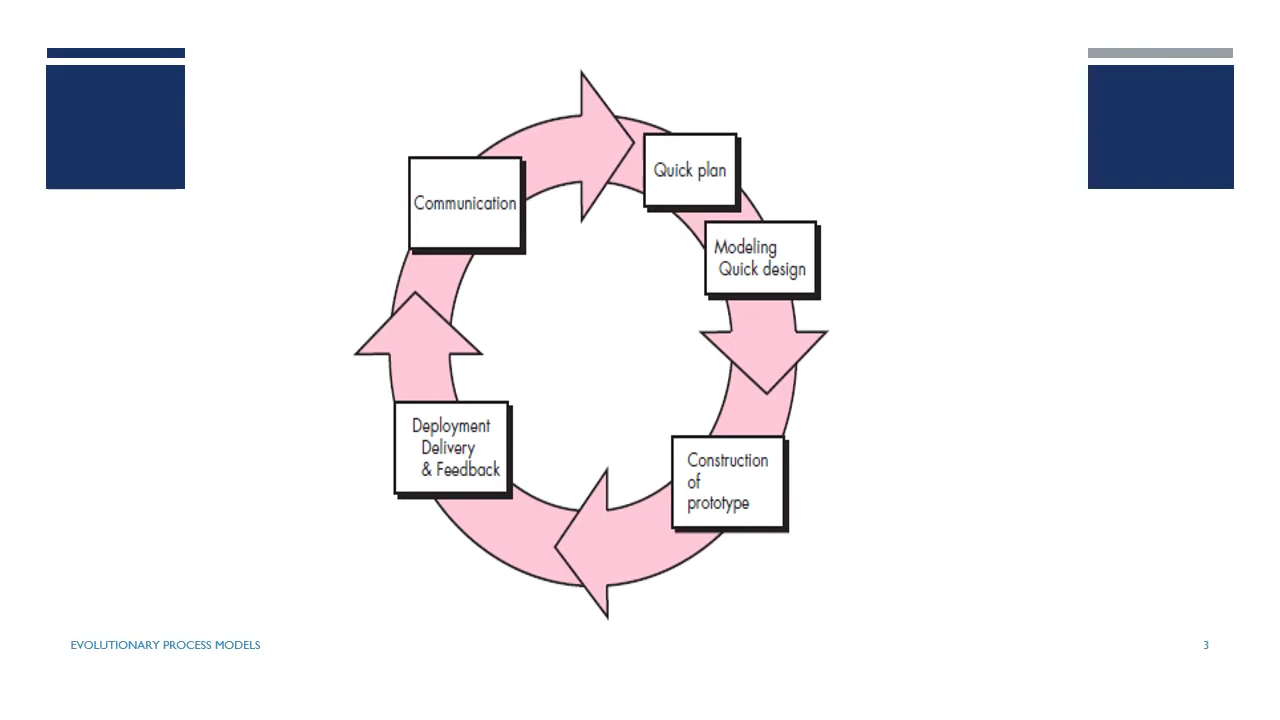 Communication
Quick plan
Modeling
Quick design
Construction
of
prototype
Deployment
Delivery
& Feedback
EVOLUTIONARY PROCESS MODELS
3